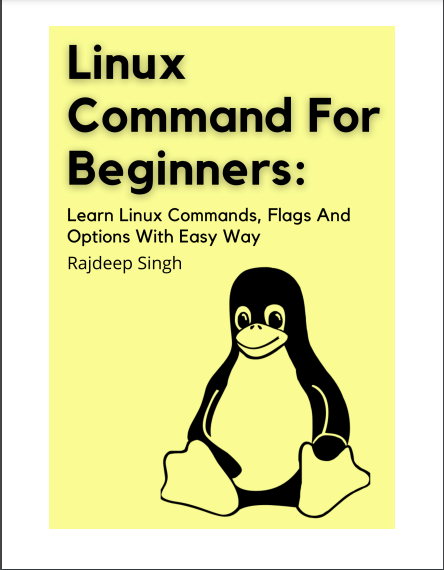 Linux
Command For
Beginners:
Learn Linux Commands, Flags And
Options With Easy Way
Rajdeep Singh